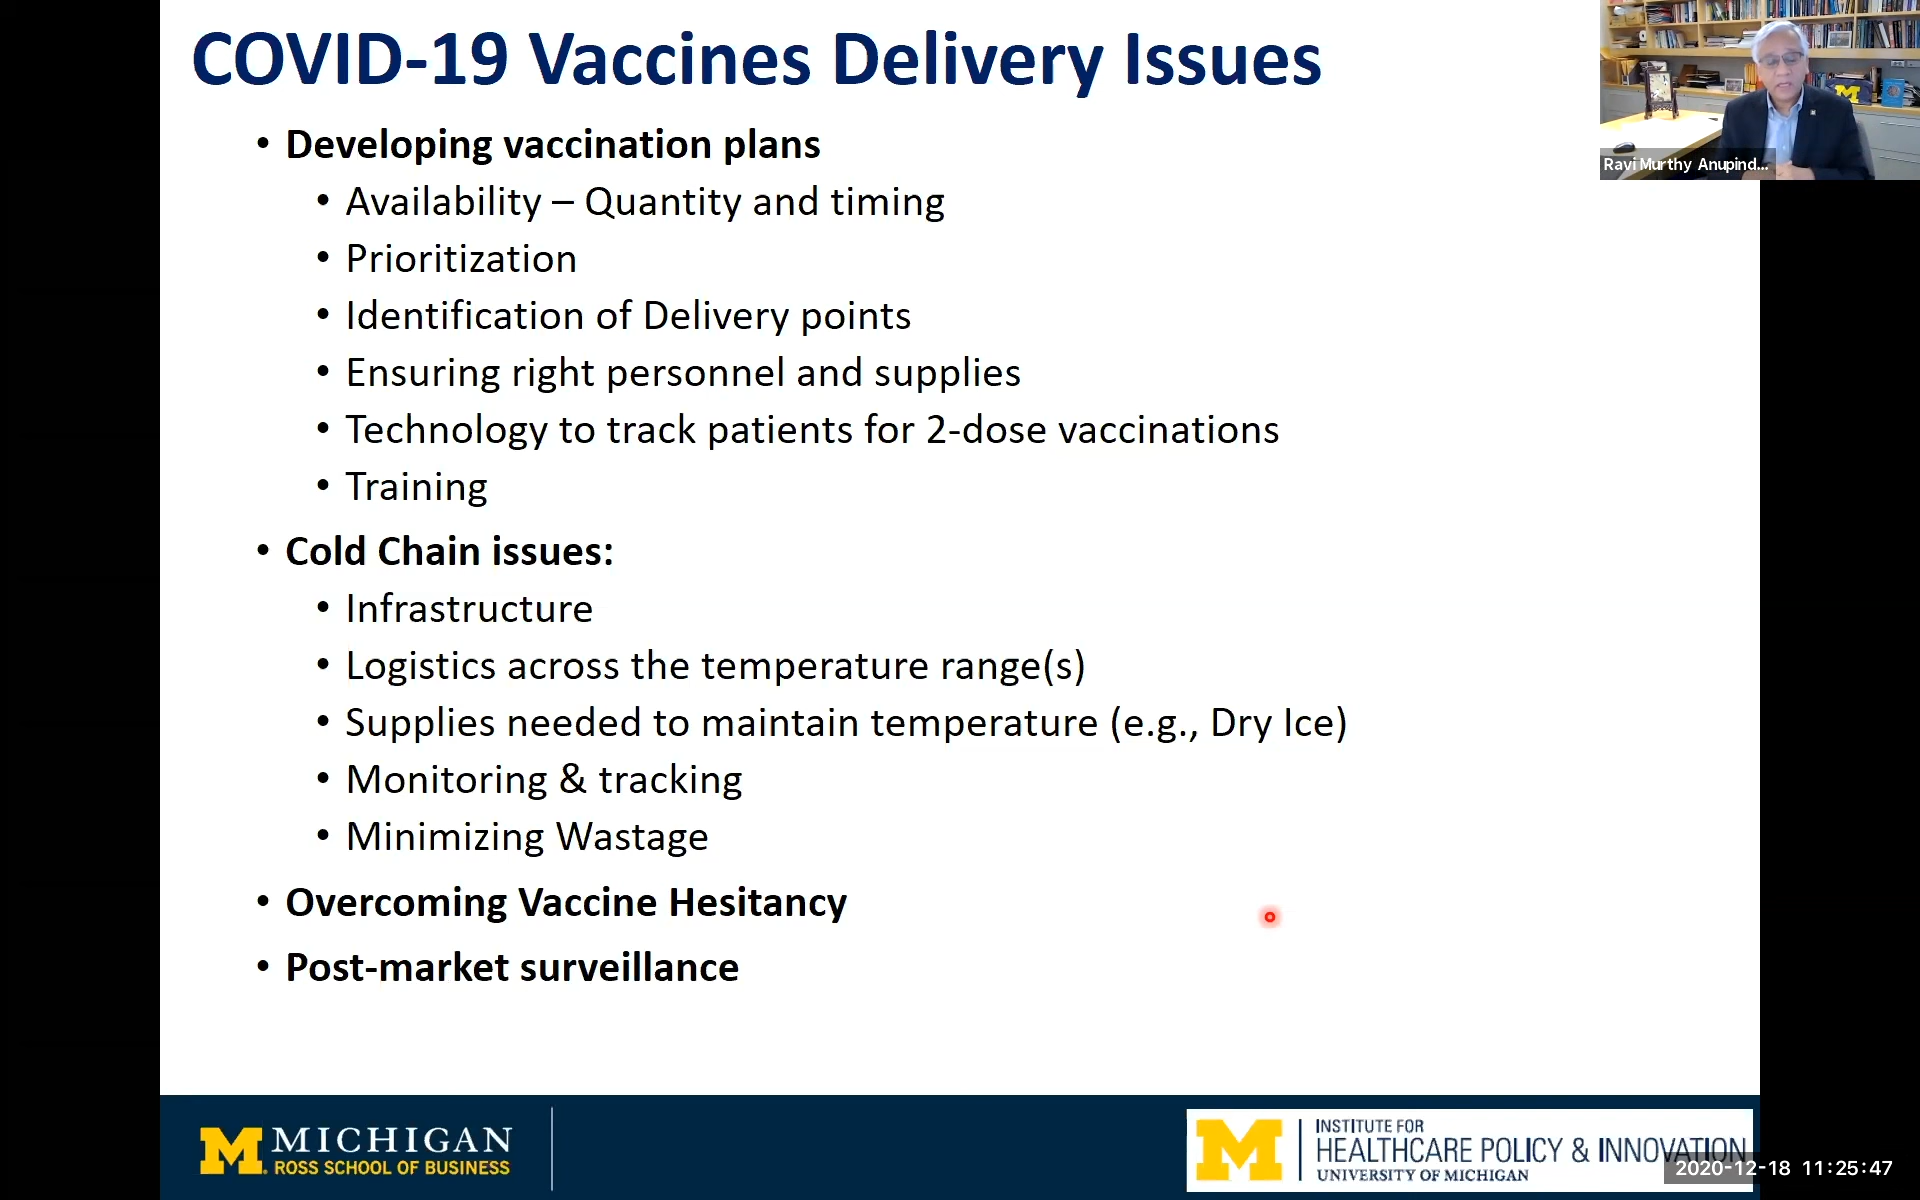 COVID-19 Vaccines Delivery Issues
• Developing vaccination plans
• Availability – Quantity and timing
• Prioritization
• Identification of Delivery points
• Ensuring right personnel and supplies
• Technology to track patients for 2-dose vaccinations
• Training
• Cold Chain issues:
• Infrastructure
• Logistics across the temperature range(s)
• Supplies needed to maintain temperature (e.g., Dry Ice)
• Monitoring & tracking
• Minimizing Wastage
• Overcoming Vaccine Hesitancy
• Post-market surveillance
Ravi Murthy Anupind...
M
M MICHIGAN
ROSS SCHOOL OF BUSINESS
M INSTITUTE FOR
HEALTHCARE POLICY & INNOVATION
UNIVERSITY OF MICHIGAN
2020-12-18 11:25:47